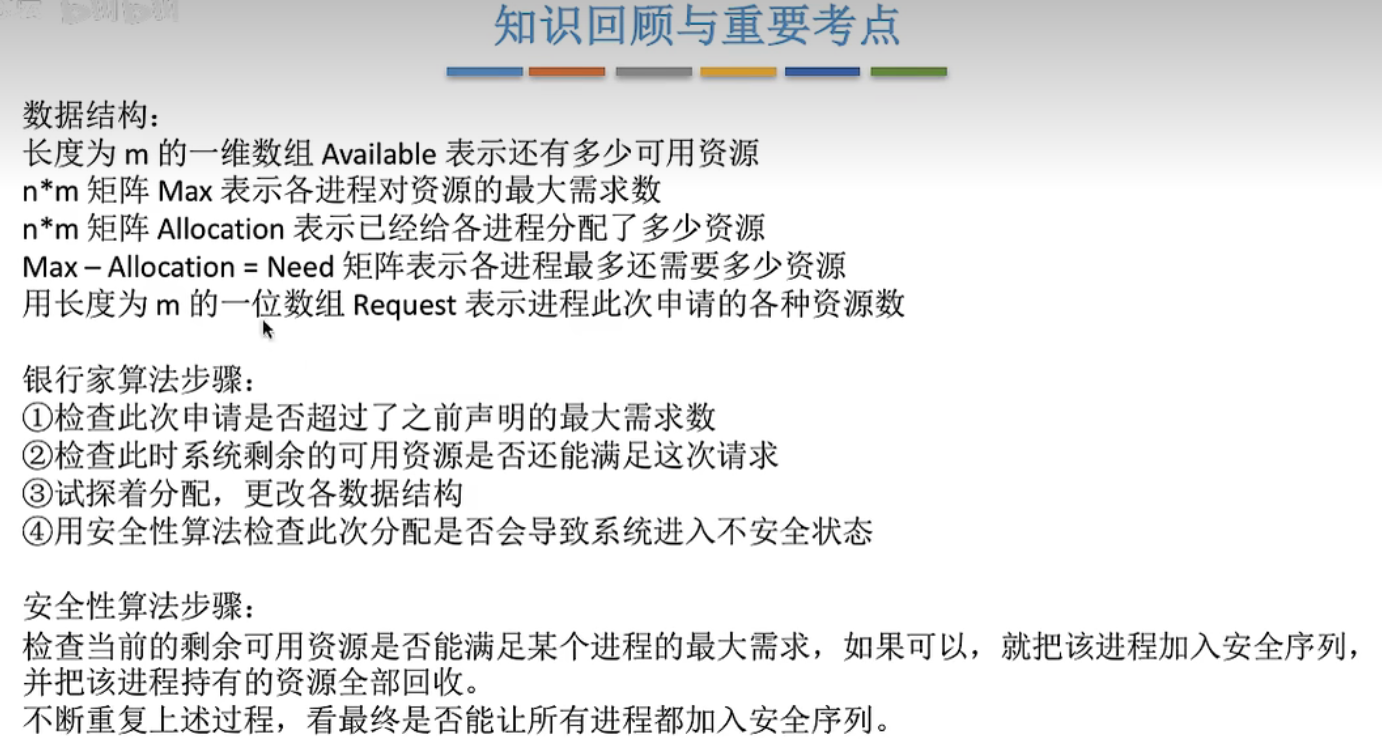 知识回顾与重要考点
数据结构：
长度为 m 的一维数组 Available 表示还有多少可用资源
n*m 矩阵 Max 表示各进程对资源的最大需求数
n*m 矩阵 Allocation 表示已经给各进程分配了多少资源
Max – Allocation = Need 矩阵表示各进程最多还需要多少资源
用长度为 m 的一位数组 Request 表示进程此次申请的各种资源数
银行家算法步骤：
①检查此次申请是否超过了之前声明的最大需求数
②检查此时系统剩余的可用资源是否还能满足这次请求
③试探着分配，更改各数据结构
④用安全性算法检查此次分配是否会导致系统进入不安全状态
安全性算法步骤：
检查当前的剩余可用资源是否能满足某个进程的最大需求，如果可以，就把该进程加入安全序列，
并把该进程持有的资源全部回收。
不断重复上述过程，看最终是否能让所有进程都加入安全序列。